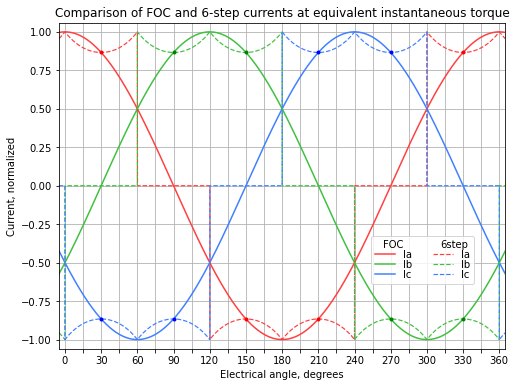 Comparison of FOC and 6-step currents at equivalent instantaneous torque
Current, normalized
1.00
0.75
0.50
0.25
0.00
−0.25
−0.50
−0.75
−1.00
FOC 6step
Ia Ia
Ib Ib
Ic Ic
0 30 60 90 120 150 180 210 240 270 300 330 360
Electrical angle, degrees